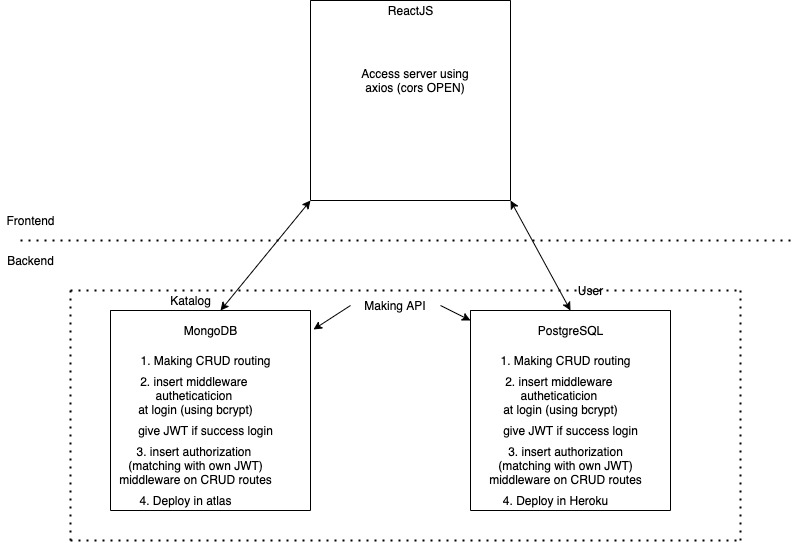 ReactJS
Access server using
axios (cors OPEN)
Frontend
Backend
Katalog
Making API
User
MongoDB
1. Making CRUD routing
2. insert middleware
autheticaticion
at login (using bcrypt)
give JWT if success login
3. insert authorization
(matching with own JWT)
middleware on CRUD routes
4. Deploy in atlas
PostgreSQL
1. Making CRUD routing
2. insert middleware
autheticaticion
at login (using bcrypt)
give JWT if success login
3. insert authorization
(matching with own JWT)
middleware on CRUD routes
4. Deploy in Heroku